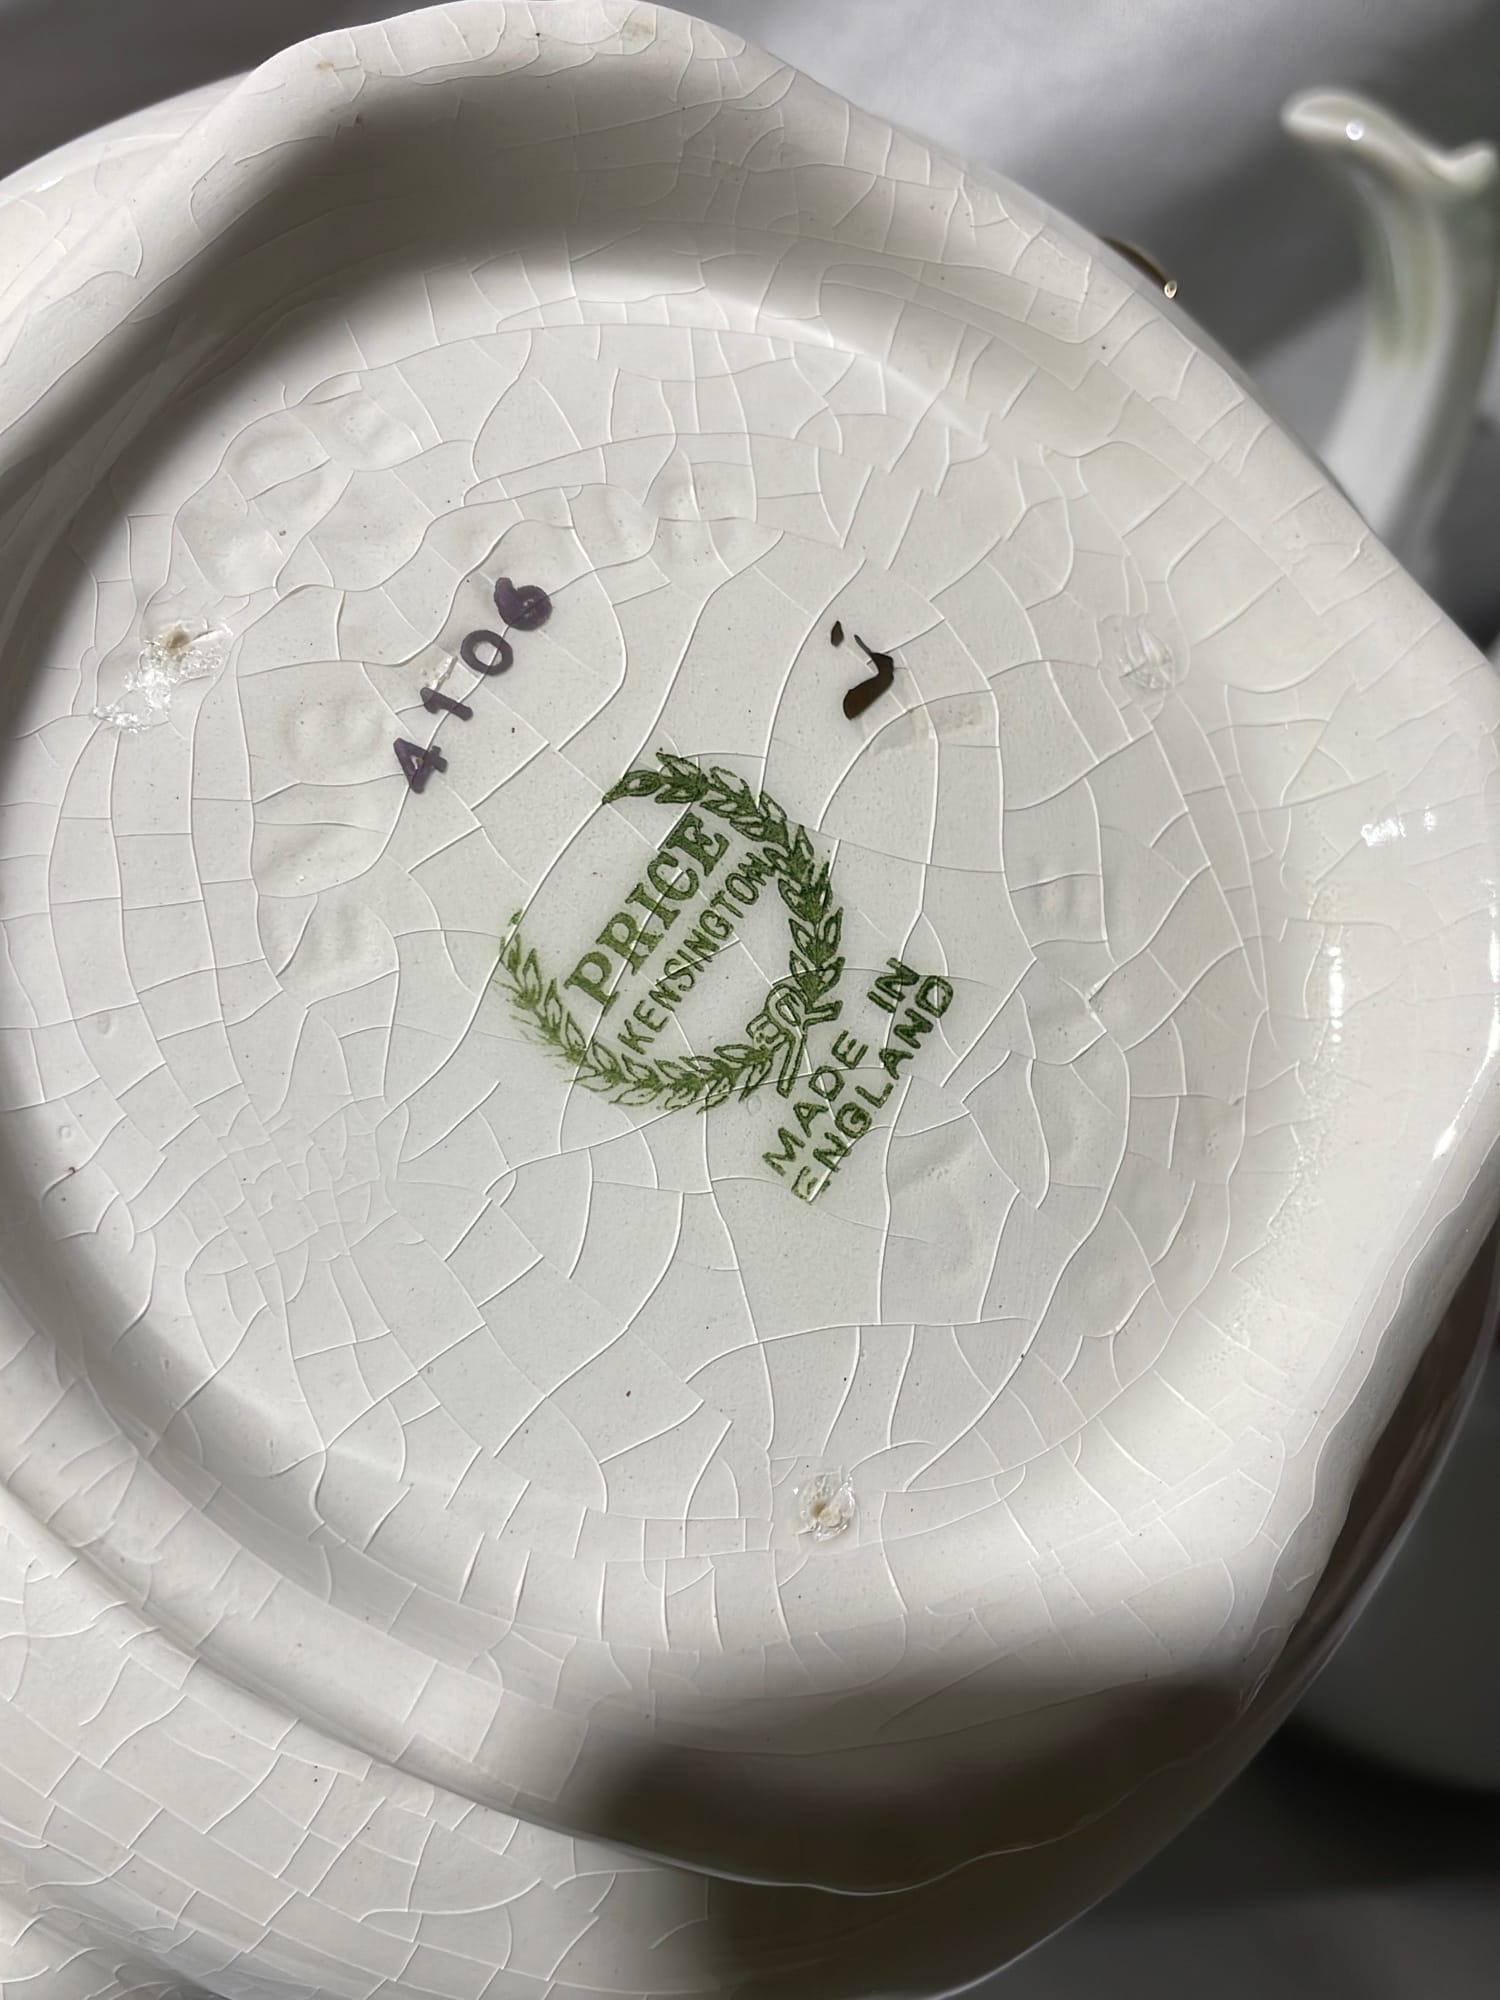 4106
PRICE
KENSINGTON
MADE IN
ENGLAND